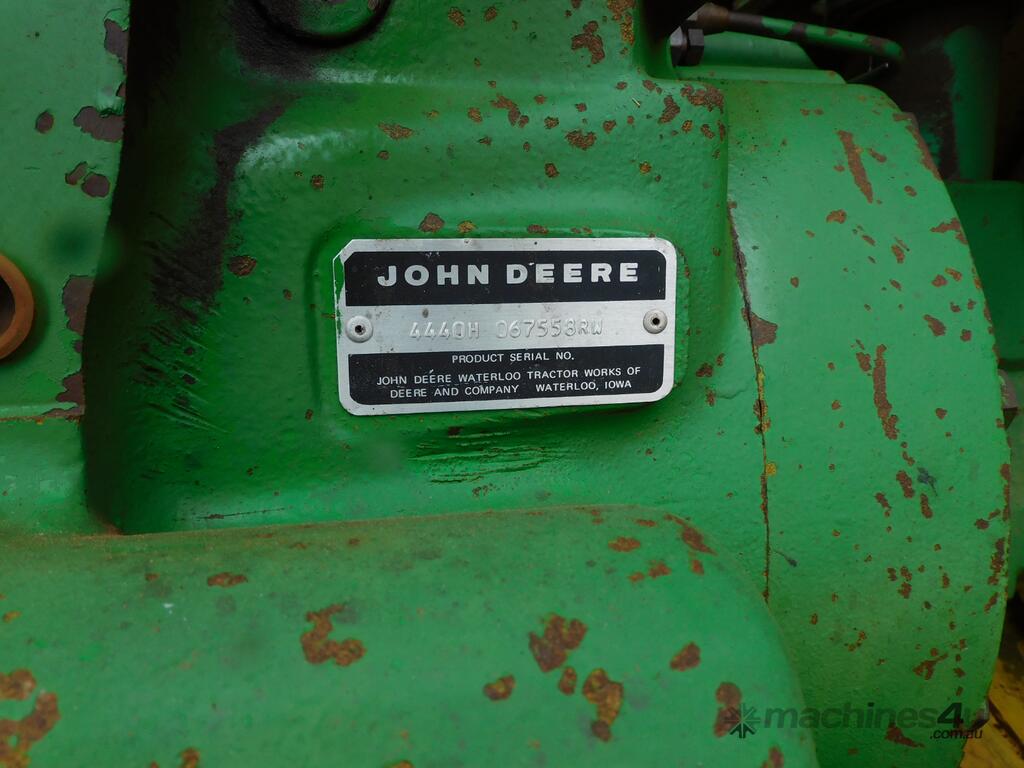 JOHN DEERE
4440H 067558RW
PRODUCT SERIAL NO.
JOHN DEERE WATERLOO TRACTOR WORKS OF
DEERE AND COMPANY WATERLOO, IOWA
machines4u
.com.au